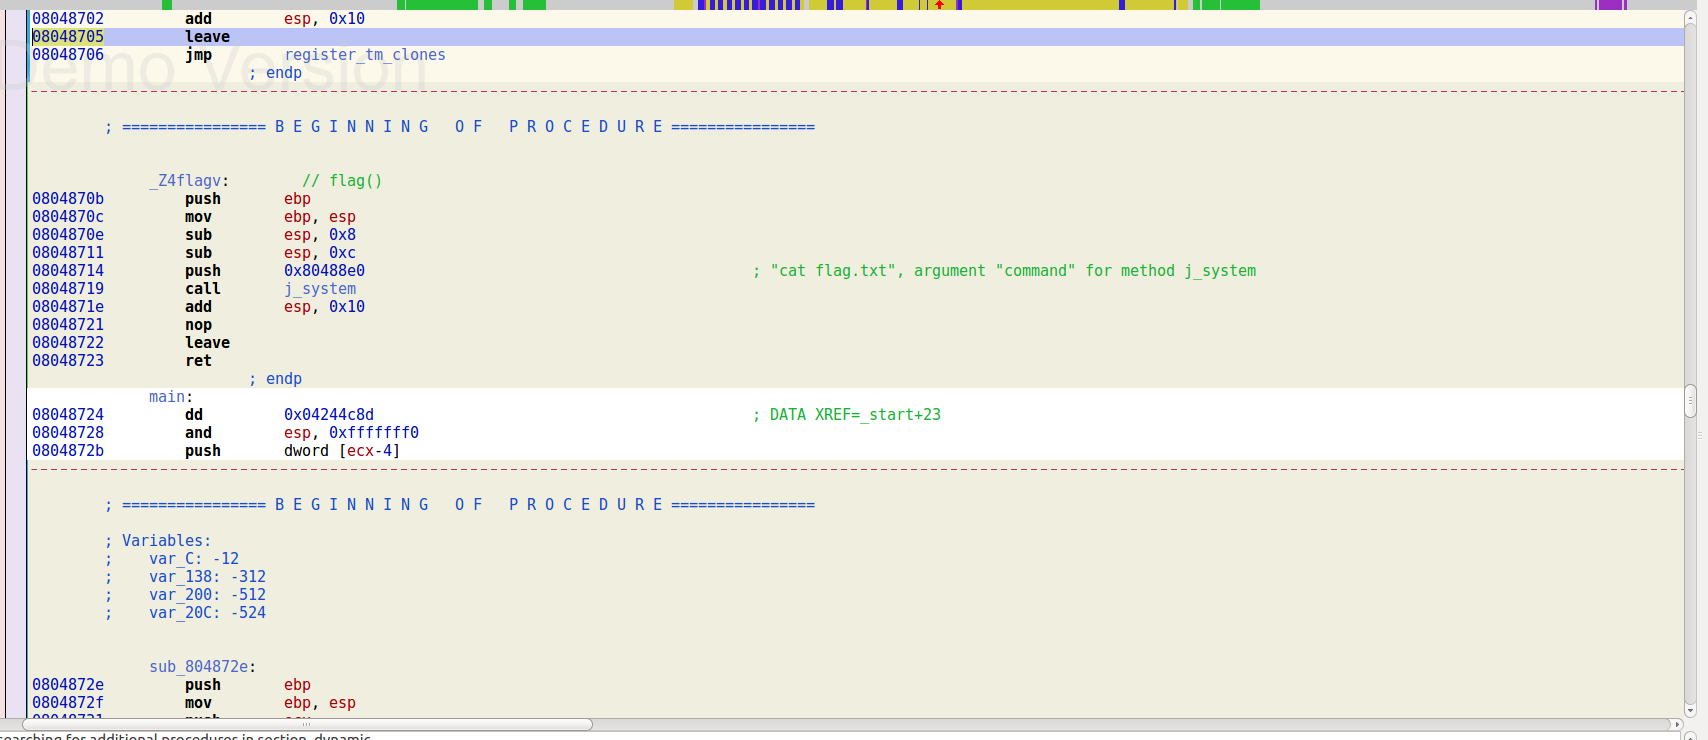 08048702 add esp, 0x10
08048705 leave
08048706 jmp register_tm_clones
; endp
Demo Version
; ================ B E G I N N I N G   O F   P R O C E D U R E ================
_Z4flagv: // flag()
0804870b push ebp
0804870c mov ebp, esp
0804870e sub esp, 0x8
08048711 sub esp, 0xc
08048714 push 0x80488e0 ; "cat flag.txt", argument "command" for method j_system
08048719 call j_system
0804871e add esp, 0x10
08048721 nop
08048722 leave
08048723 ret
; endp
main:
08048724 dd 0x04244c8d ; DATA XREF=_start+23
08048728 and esp, 0xfffffff0
0804872b push dword [ecx-4]
; ================ B E G I N N I N G   O F   P R O C E D U R E ================
; Variables:
; var_C: -12
; var_138: -312
; var_200: -512
; var_20C: -524
sub_804872e:
0804872e push ebp
0804872f mov ebp, esp
08048731 push ecx
earching for additional procedures in section .dynamic